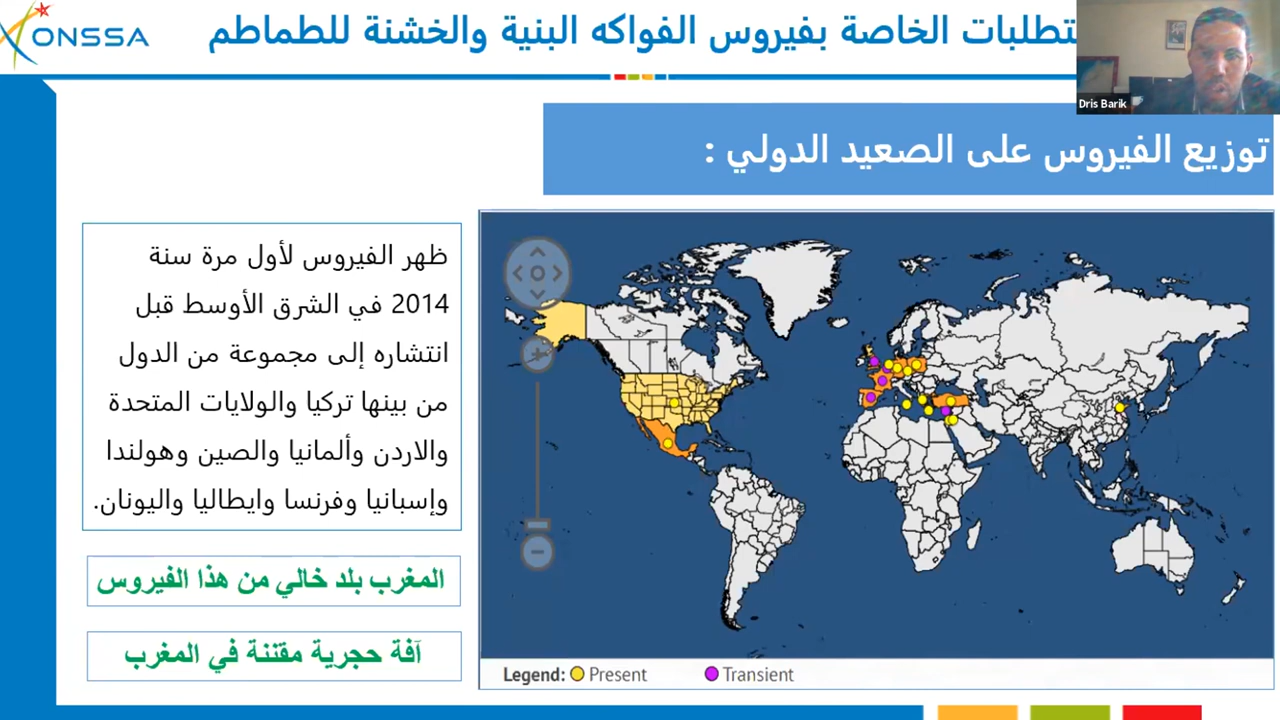 ONSSA
الخاصة بفيروس الفواكه البنية والخشنة للطماطم
Dris Barik
توزيع الفيروس على الصعيد الدولي :
ظهر الفيروس لأول مرة سنة
2014 في الشرق الأوسط قبل
انتشاره إلى مجموعة من الدول
من بينها تركيا والولايات المتحدة
والاردن وألمانيا والصين وهولندا
وإسبانيا وفرنسا وايطاليا واليونان.
المغرب بلد خالي من هذا الفيروس
آفة حجرية مقننة في المغرب
Legend: Present Transient